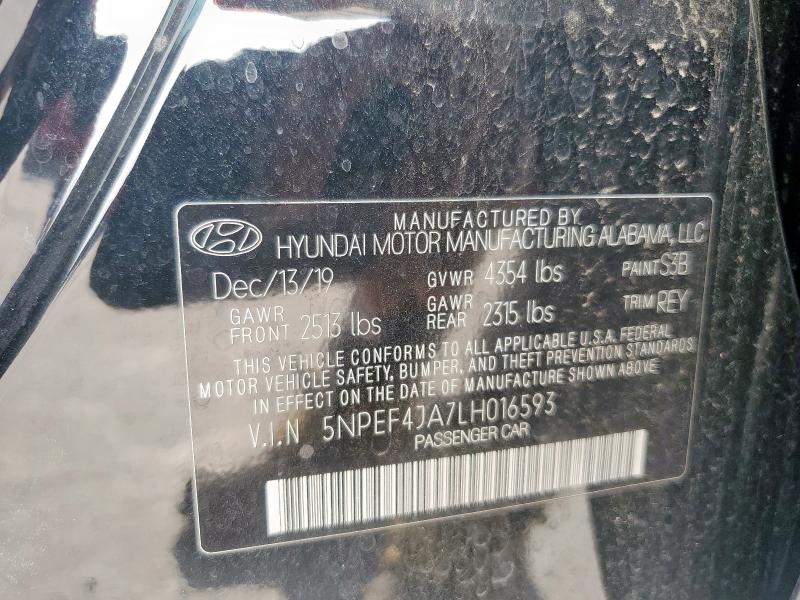 MANUFACTURED BY
HYUNDAI MOTOR MANUFACTURING ALABAMA, LLC
Dec/13/19 GVWR 4354 lbs PAINT S3B
GAWR FRONT 2513 lbs GAWR REAR 2315 lbs TRIM REY
THIS VEHICLE CONFORMS TO ALL APPLICABLE U.S.A. FEDERAL
MOTOR VEHICLE SAFETY, BUMPER, AND THEFT PREVENTION STANDARDS
IN EFFECT ON THE DATE OF MANUFACTURE SHOWN ABOVE.
V.I.N 5NPEF4JA7LH016593
PASSENGER CAR